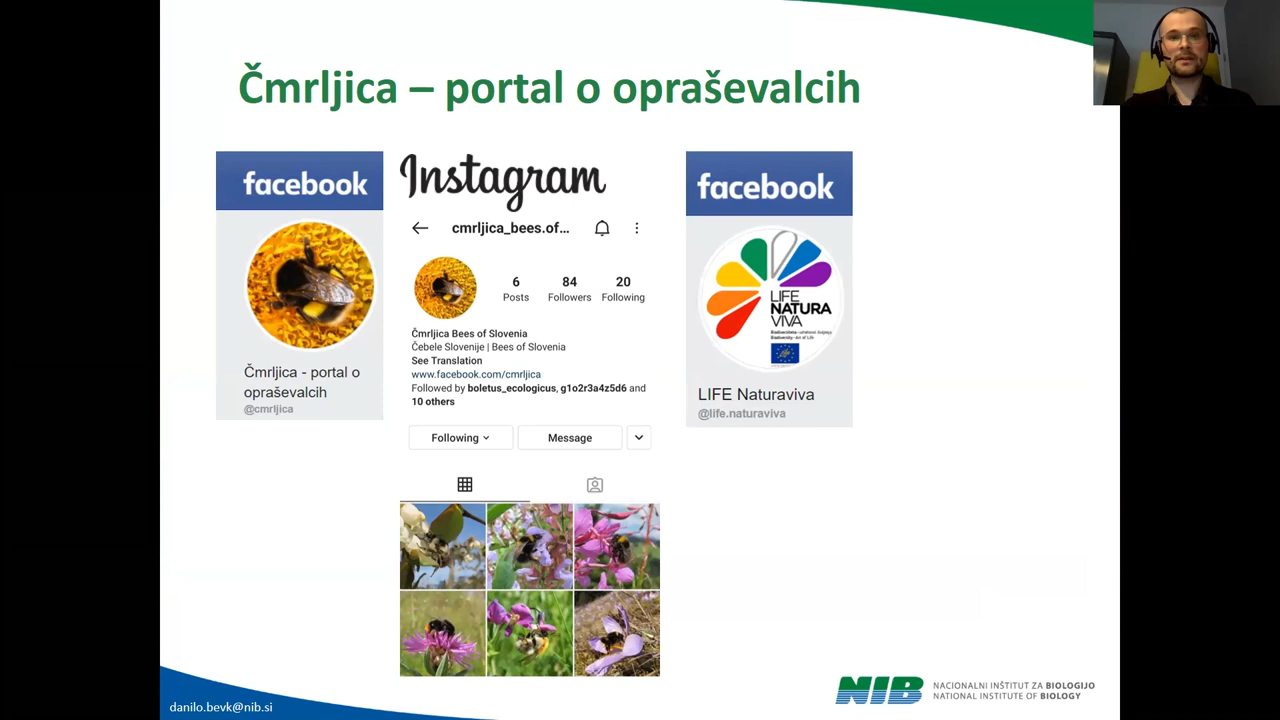 Čmrljica – portal o opraševalcih
facebook
Čmrljica - portal o
opraševalcih
@cmrljica
Instagram
cmrljica_bees.of...
6
Posts
84
Followers
20
Following
Čmrljica Bees of Slovenia
Čebele Slovenije | Bees of Slovenia
See Translation
www.facebook.com/cmrljica
Followed by boletus_ecologicus, g1o2r3a4z5d6 and
10 others
Following
Message
facebook
LIFE
NATURA
VIVA
LIFE Naturaviva
@life.naturaviva
danilo.bevk@nib.si
NIB
NACIONALNI INŠTITUT ZA BIOLOGIJO
NATIONAL INSTITUTE OF BIOLOGY